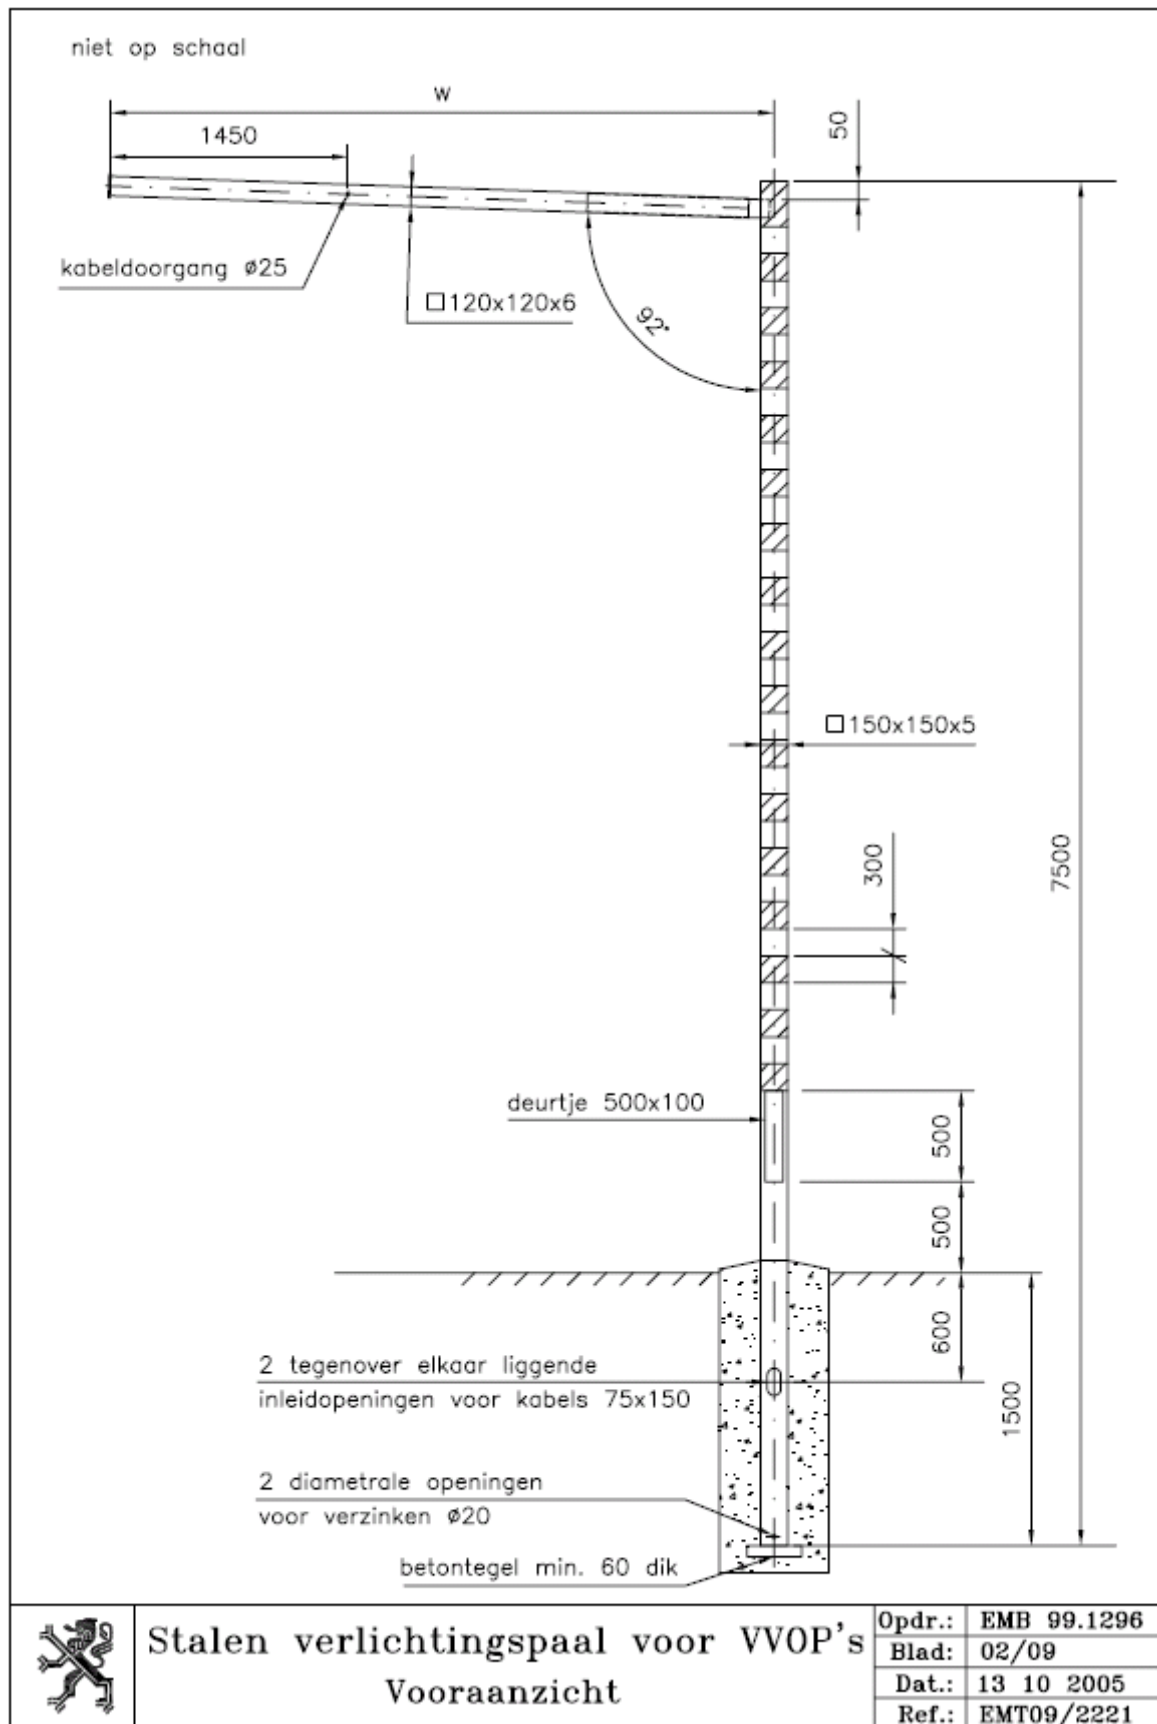 niet op schaal
W
1450
50
kabeldoorgang ø25
□120x120x6
92°
□150x150x5
300
7500
deurtje 500x100
500
500
600
2 tegenover elkaar liggende
inleidopeningen voor kabels 75x150
1500
2 diametrale openingen
voor verzinken ø20
betontegel min. 60 dik
Stalen verlichtingspaal voor VVOP's
Vooraanzicht
Opdr.: EMB 99.1296
Blad: 02/09
Dat.: 13 10 2005
Ref.: EMT09/2221